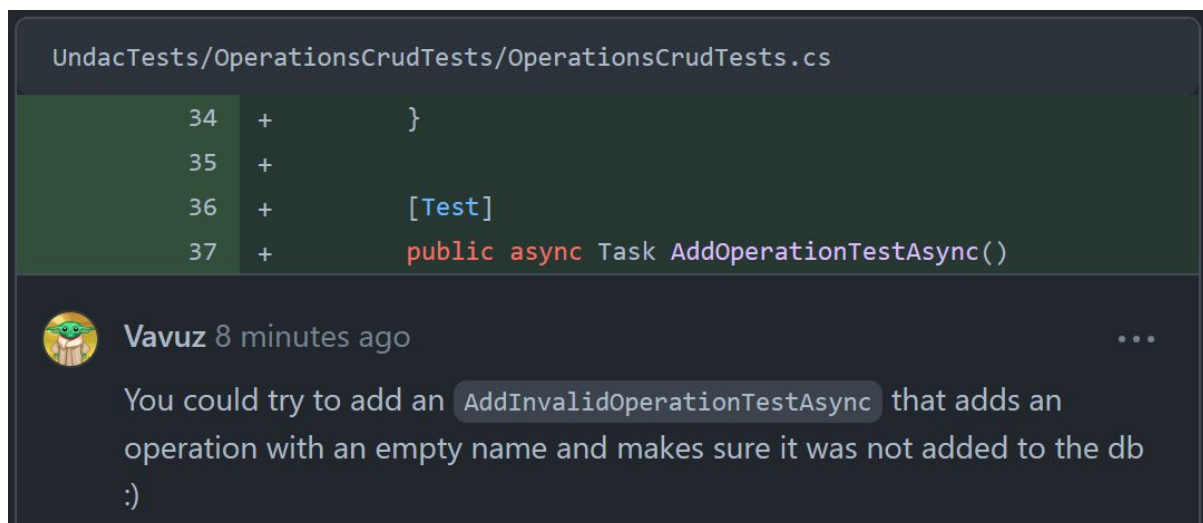 UndacTests/OperationsCrudTests/OperationsCrudTests.cs
34 + }
35 +
36 + [Test]
37 + public async Task AddOperationTestAsync()
Vavuz 8 minutes ago
You could try to add an AddInvalidOperationTestAsync that adds an
operation with an empty name and makes sure it was not added to the db
:)